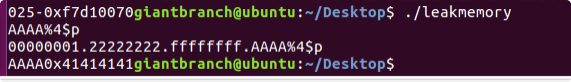 025-0xf7d10070giantbranch@ubuntu:~/Desktop$ ./leakmemory
AAAA%4$p
00000001.22222222.ffffffff.AAAA%4$p
AAAA0x41414141giantbranch@ubuntu:~/Desktop$